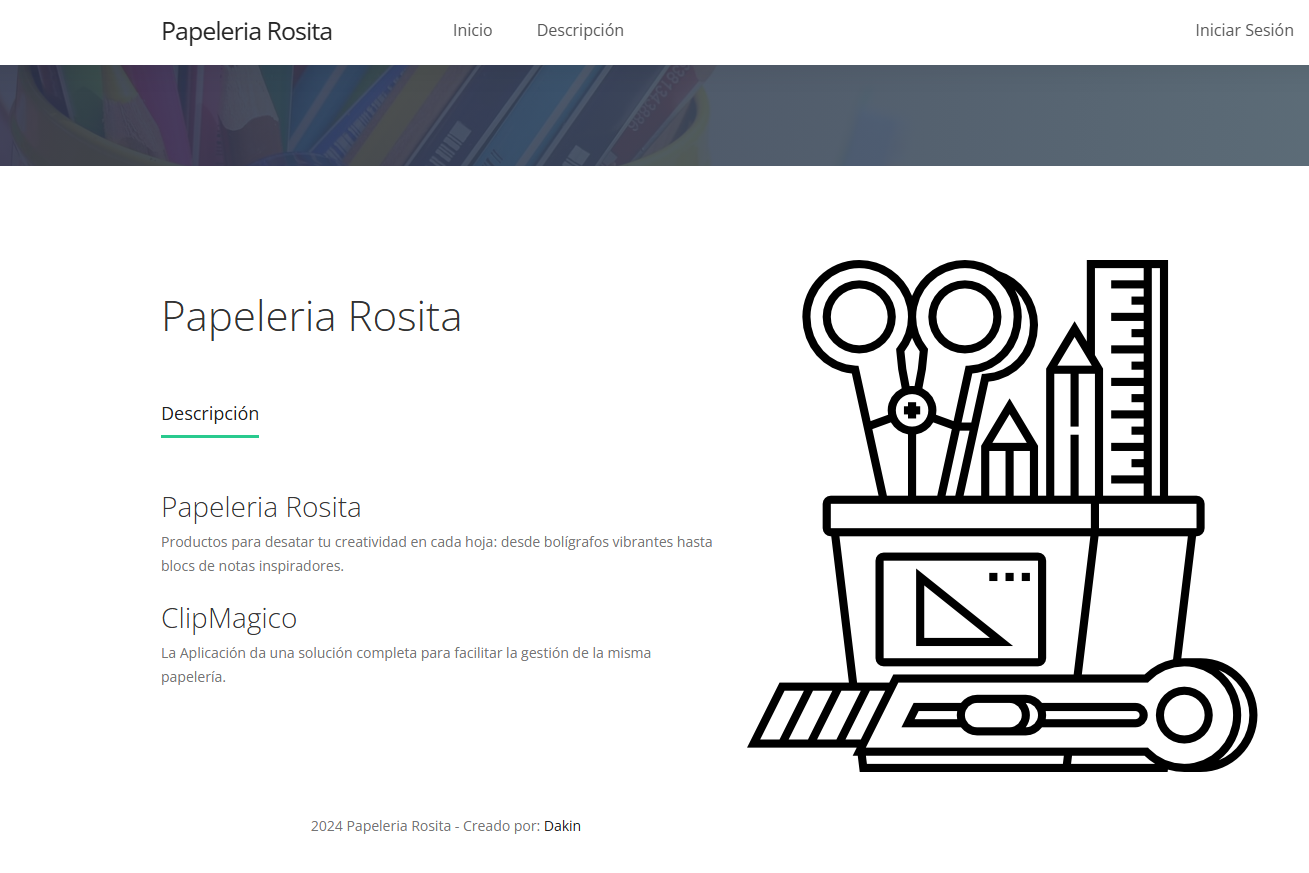 Papeleria Rosita
Inicio
Descripción
Iniciar Sesión
Papeleria Rosita
Descripción
Papeleria Rosita
Productos para desatar tu creatividad en cada hoja: desde bolígrafos vibrantes hasta
blocs de notas inspiradores.
ClipMagico
La Aplicación da una solución completa para facilitar la gestión de la misma
papelería.
2024 Papeleria Rosita - Creado por: Dakin